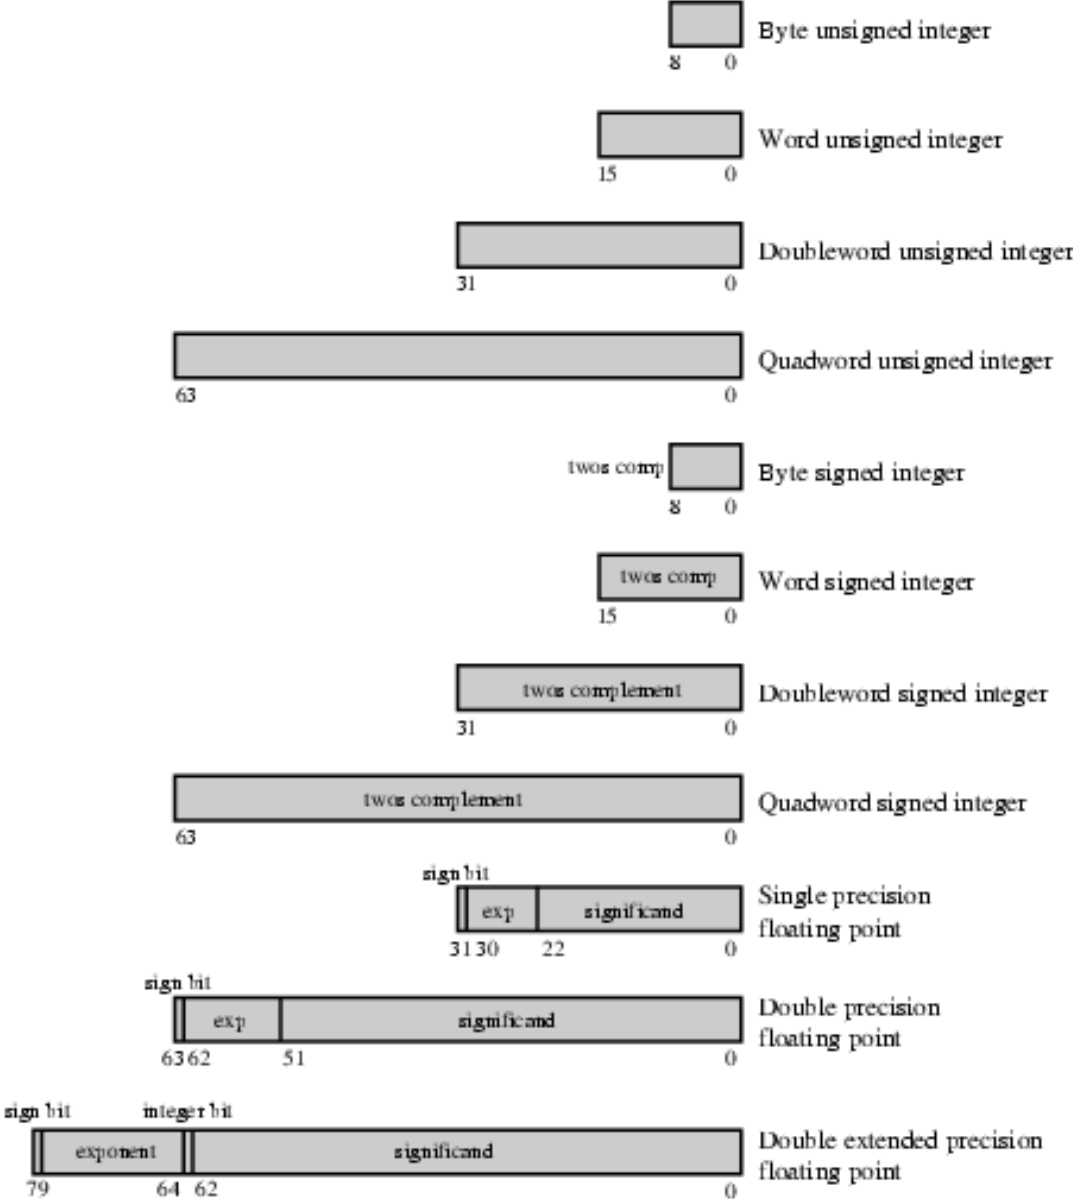 Byte unsigned integer
8 0
Word unsigned integer
15 0
Doubleword unsigned integer
31 0
Quadword unsigned integer
63 0
twos comp Byte signed integer
8 0
twos comp Word signed integer
15 0
twos complement Doubleword signed integer
31 0
twos complement Quadword signed integer
63 0
sign bit
exp significand Single precision
floating point
31 30 22 0
sign bit
exp significand Double precision
floating point
63 62 51 0
sign bit integer bit
exponent significand Double extended precision
floating point
79 64 62 0